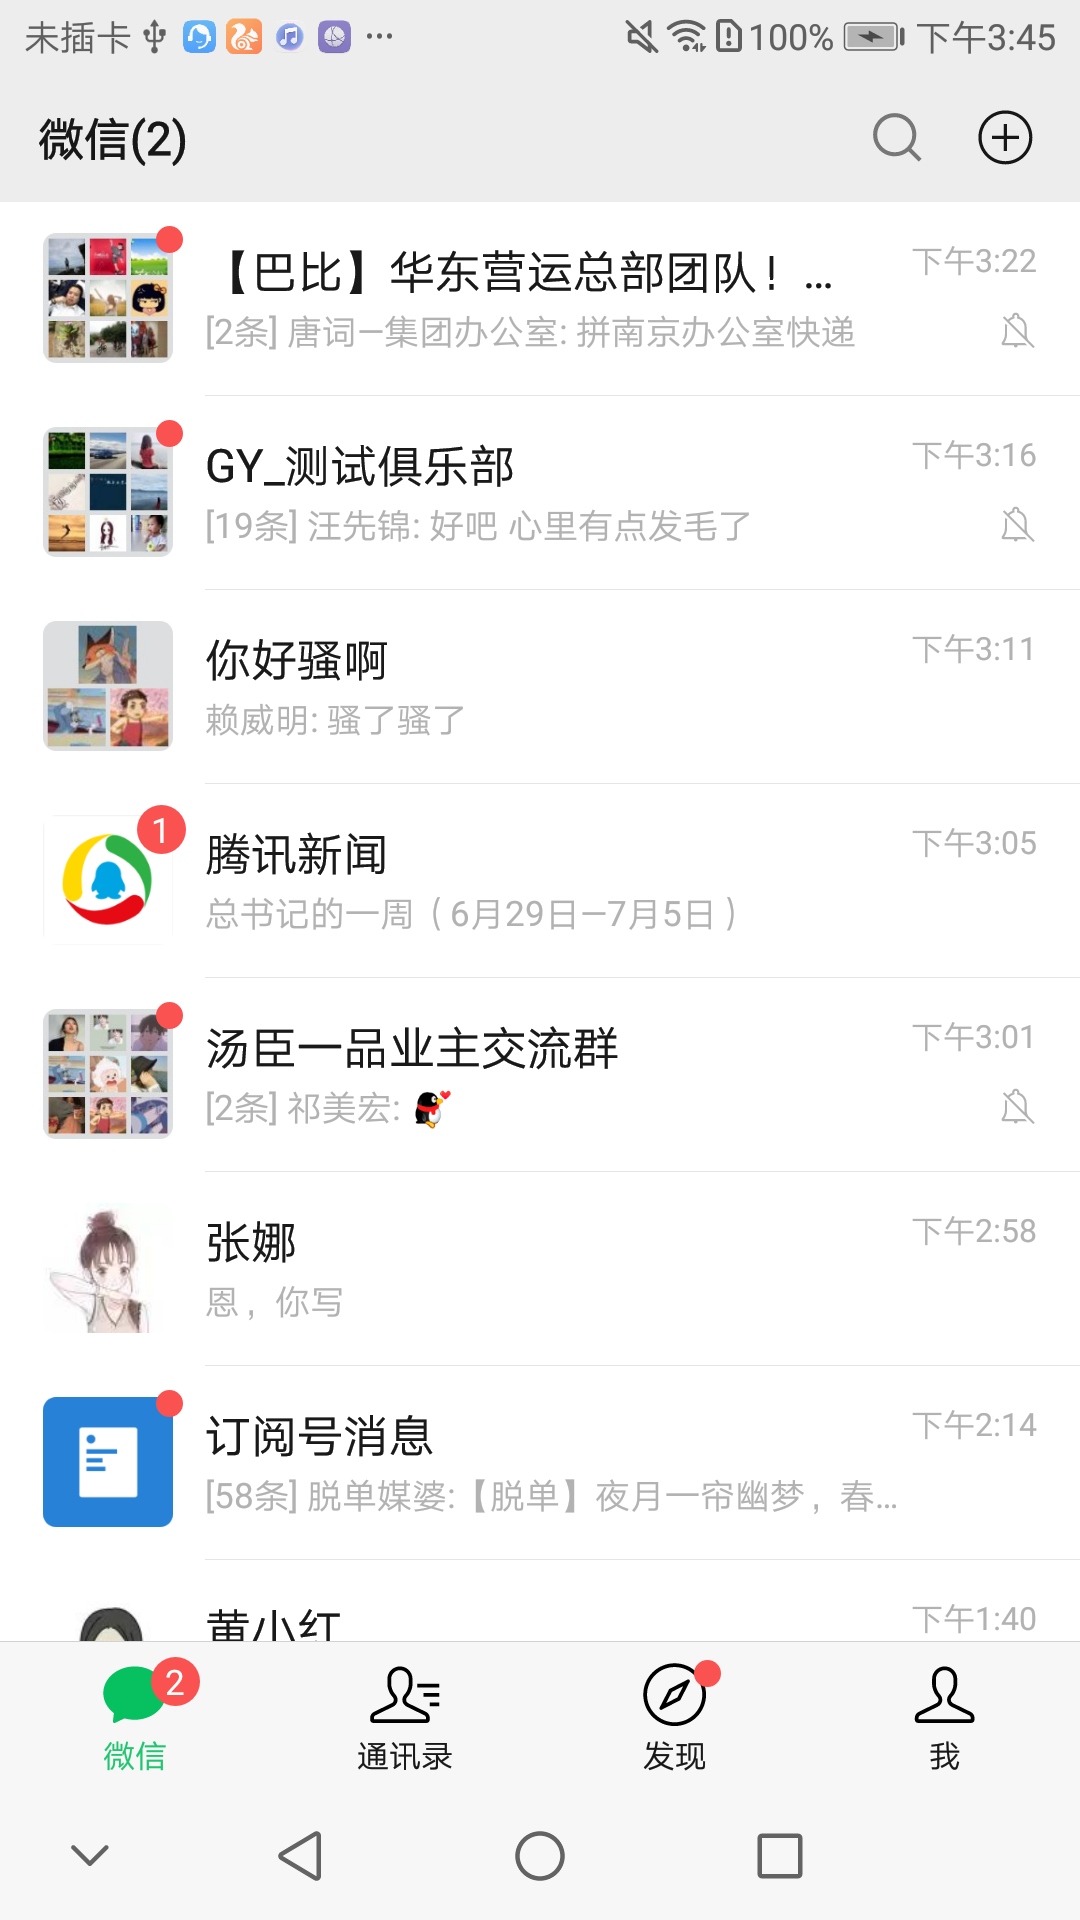 未插卡 100% 下午3:45
微信(2)
【巴比】华东营运总部团队！... 下午3:22
[2条] 唐词—集团办公室: 拼南京办公室快递
GY_测试俱乐部 下午3:16
[19条] 汪先锦: 好吧 心里有点发毛了
你好骚啊 下午3:11
赖威明: 骚了骚了
1
腾讯新闻 下午3:05
总书记的一周（6月29日—7月5日）
汤臣一品业主交流群 下午3:01
[2条] 祁美宏:
张娜 下午2:58
恩，你写
订阅号消息 下午2:14
[58条] 脱单媒婆:【脱单】夜月一帘幽梦，春...
黄小红 下午1:40
2
微信 通讯录 发现 我